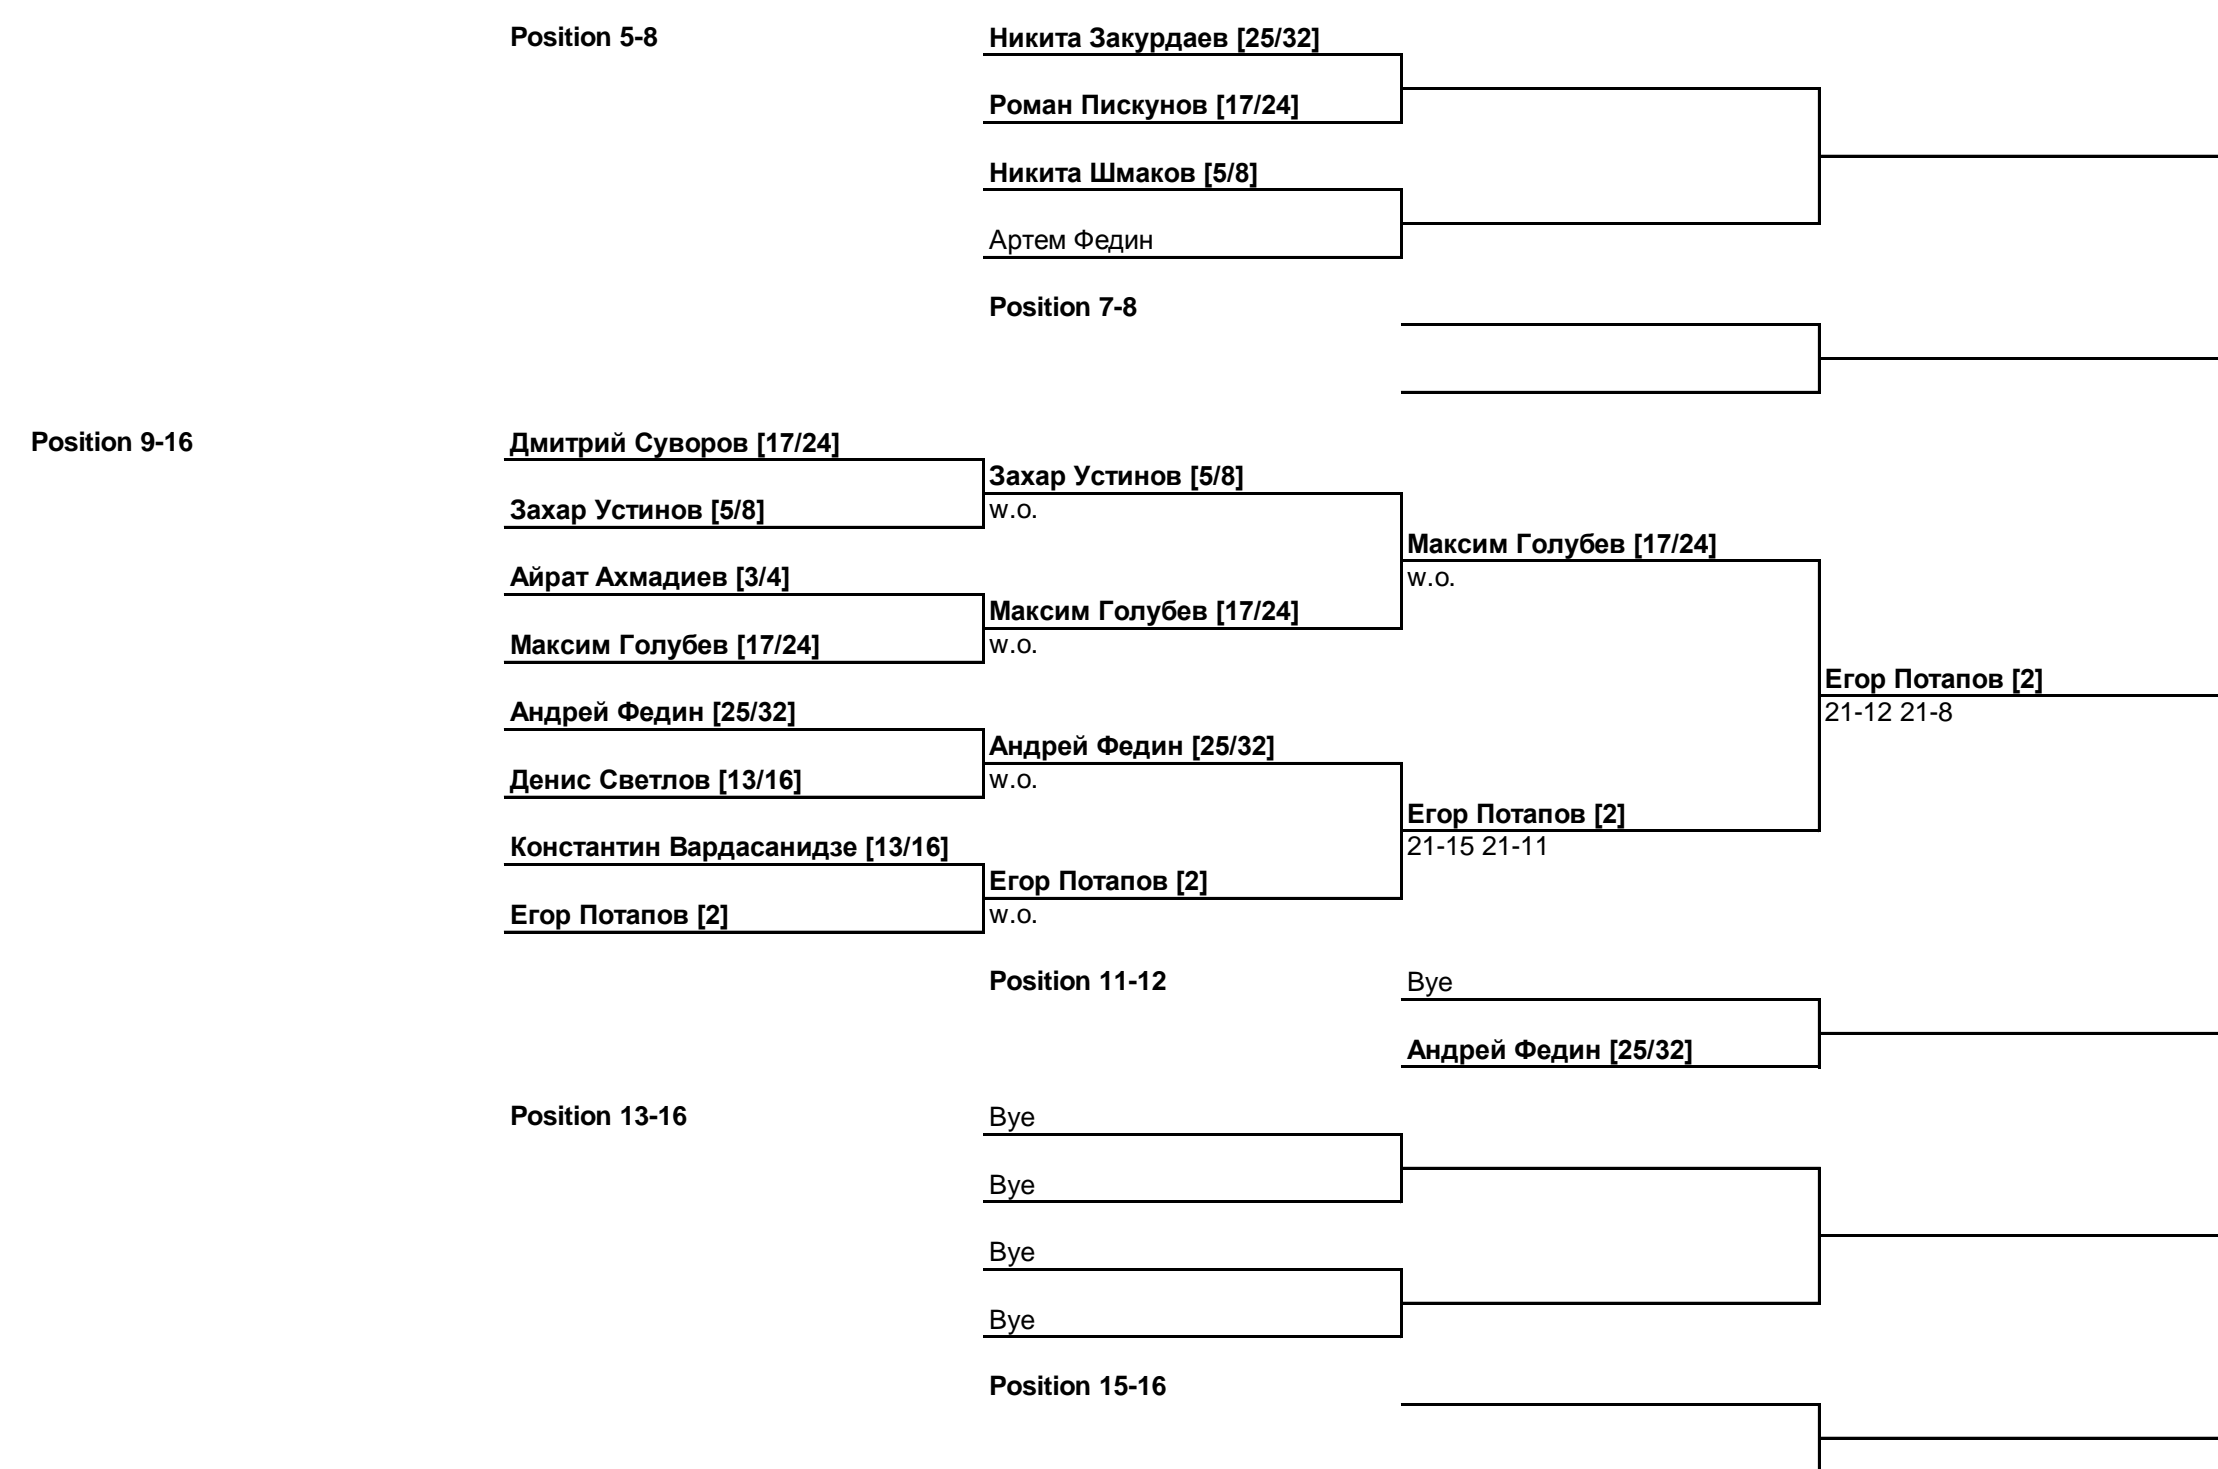 Position 5-8
Никита Закурдаев [25/32]
Роман Пискунов [17/24]
Никита Шмаков [5/8]
Артем Федин
Position 7-8
Position 9-16
Дмитрий Суворов [17/24]
Захар Устинов [5/8]
Захар Устинов [5/8]
w.o.
Максим Голубев [17/24]
w.o.
Айрат Ахмадиев [3/4]
Максим Голубев [17/24]
w.o.
Максим Голубев [17/24]
Егор Потапов [2]
21-12 21-8
Андрей Федин [25/32]
Андрей Федин [25/32]
w.o.
Денис Светлов [13/16]
Егор Потапов [2]
21-15 21-11
Константин Вардасанидзе [13/16]
Егор Потапов [2]
w.o.
Егор Потапов [2]
Position 11-12
Bye
Андрей Федин [25/32]
Position 13-16
Bye
Bye
Bye
Bye
Position 15-16